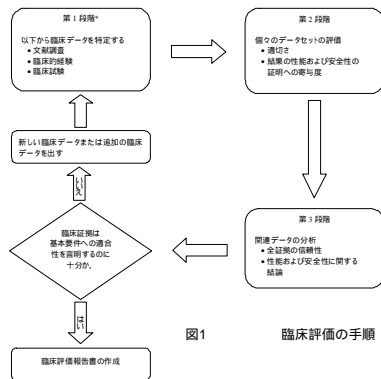 第1段階*
以下から臨床データを特定する
• 文献調査
• 臨床的経験
• 臨床試験
第2段階
個々のデータセットの評価
• 適切さ
• 結果の性能および安全性の
証明への寄与度
第3段階
関連データの分析
• 全証拠の信頼性
• 性能および安全性に関する
結論
臨床証拠は
基本要件への適合
性を言明するのに
十分か。
いいえ
新しい臨床データまたは追加の臨床
データを出す
はい
臨床評価報告書の作成
図1 臨床評価の手順